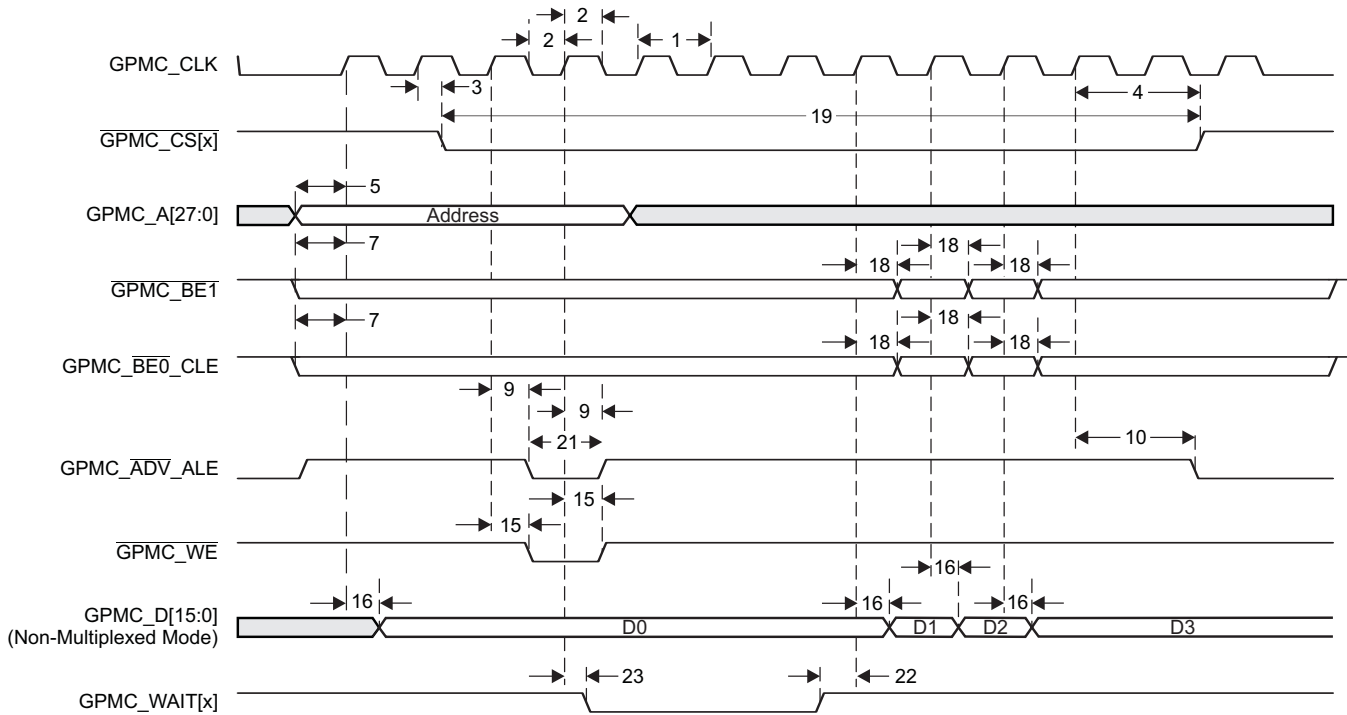 2
2
1
GPMC_CLK
3
4
19
GPMC_CS[x]
5
GPMC_A[27:0]
Address
7
18
18
18
GPMC_BE1
7
18
18
18
GPMC_BE0_CLE
9
9
21
10
GPMC_ADV_ALE
15
15
GPMC_WE
16
16
16
16
GPMC_D[15:0]
(Non-Multiplexed Mode)
D0
D1
D2
D3
23
22
GPMC_WAIT[x]